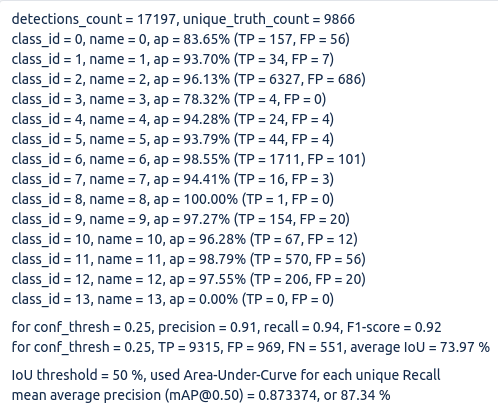 detections_count = 17197, unique_truth_count = 9866
class_id = 0, name = 0, ap = 83.65% (TP = 157, FP = 56)
class_id = 1, name = 1, ap = 93.70% (TP = 34, FP = 7)
class_id = 2, name = 2, ap = 96.13% (TP = 6327, FP = 686)
class_id = 3, name = 3, ap = 78.32% (TP = 4, FP = 0)
class_id = 4, name = 4, ap = 94.28% (TP = 24, FP = 4)
class_id = 5, name = 5, ap = 93.79% (TP = 44, FP = 4)
class_id = 6, name = 6, ap = 98.55% (TP = 1711, FP = 101)
class_id = 7, name = 7, ap = 94.41% (TP = 16, FP = 3)
class_id = 8, name = 8, ap = 100.00% (TP = 1, FP = 0)
class_id = 9, name = 9, ap = 97.27% (TP = 154, FP = 20)
class_id = 10, name = 10, ap = 96.28% (TP = 67, FP = 12)
class_id = 11, name = 11, ap = 98.79% (TP = 570, FP = 56)
class_id = 12, name = 12, ap = 97.55% (TP = 206, FP = 20)
class_id = 13, name = 13, ap = 0.00% (TP = 0, FP = 0)
for conf_thresh = 0.25, precision = 0.91, recall = 0.94, F1-score = 0.92
for conf_thresh = 0.25, TP = 9315, FP = 969, FN = 551, average IoU = 73.97 %
IoU threshold = 50 %, used Area-Under-Curve for each unique Recall
mean average precision (mAP@0.50) = 0.873374, or 87.34 %